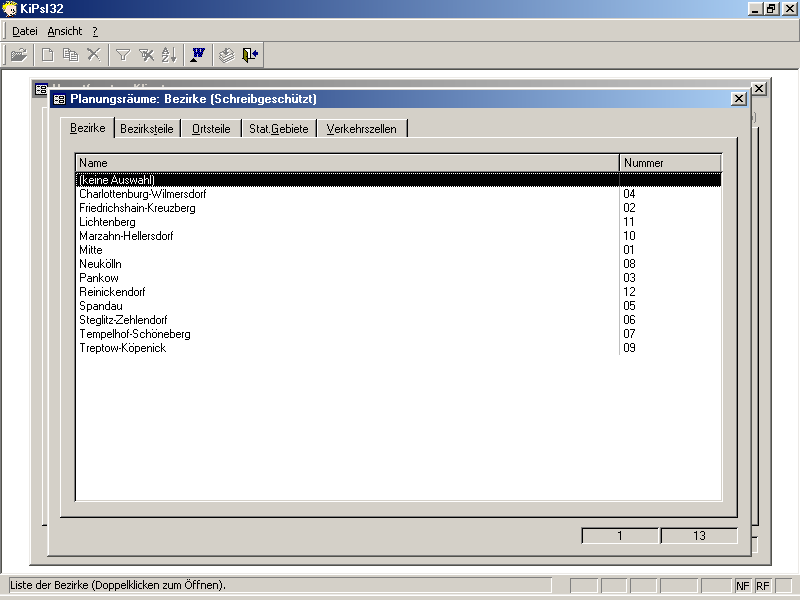 KiPsl32
Datei Ansicht ?
Planungsräume: Bezirke (Schreibgeschützt)
Bezirke Bezirksteile Ortsteile Stat.Gebiete Verkehrszellen
Name Nummer
(keine Auswahl)
Charlottenburg-Wilmersdorf 04
Friedrichshain-Kreuzberg 02
Lichtenberg 11
Marzahn-Hellersdorf 10
Mitte 01
Neukölln 08
Pankow 03
Reinickendorf 12
Spandau 05
Steglitz-Zehlendorf 06
Tempelhof-Schöneberg 07
Treptow-Köpenick 09
1 13
Liste der Bezirke (Doppelklicken zum Öffnen). NF RF